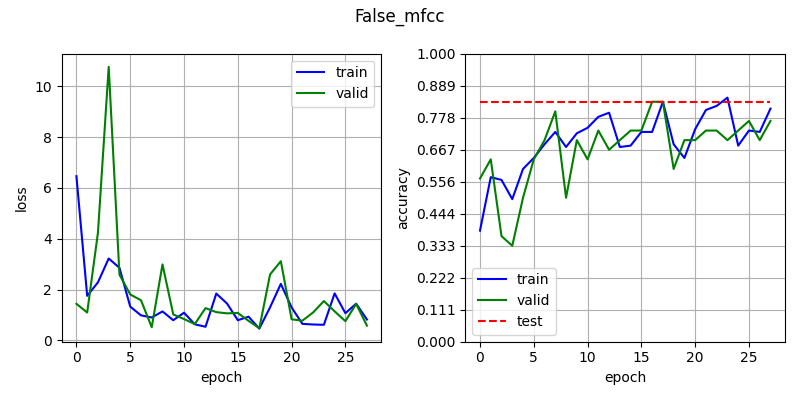 False_mfcc
loss
10
8
6
4
2
0
0 5 10 15 20 25
epoch
train
valid
accuracy
1.000
0.889
0.778
0.667
0.556
0.444
0.333
0.222
0.111
0.000
0 5 10 15 20 25
epoch
train
valid
test